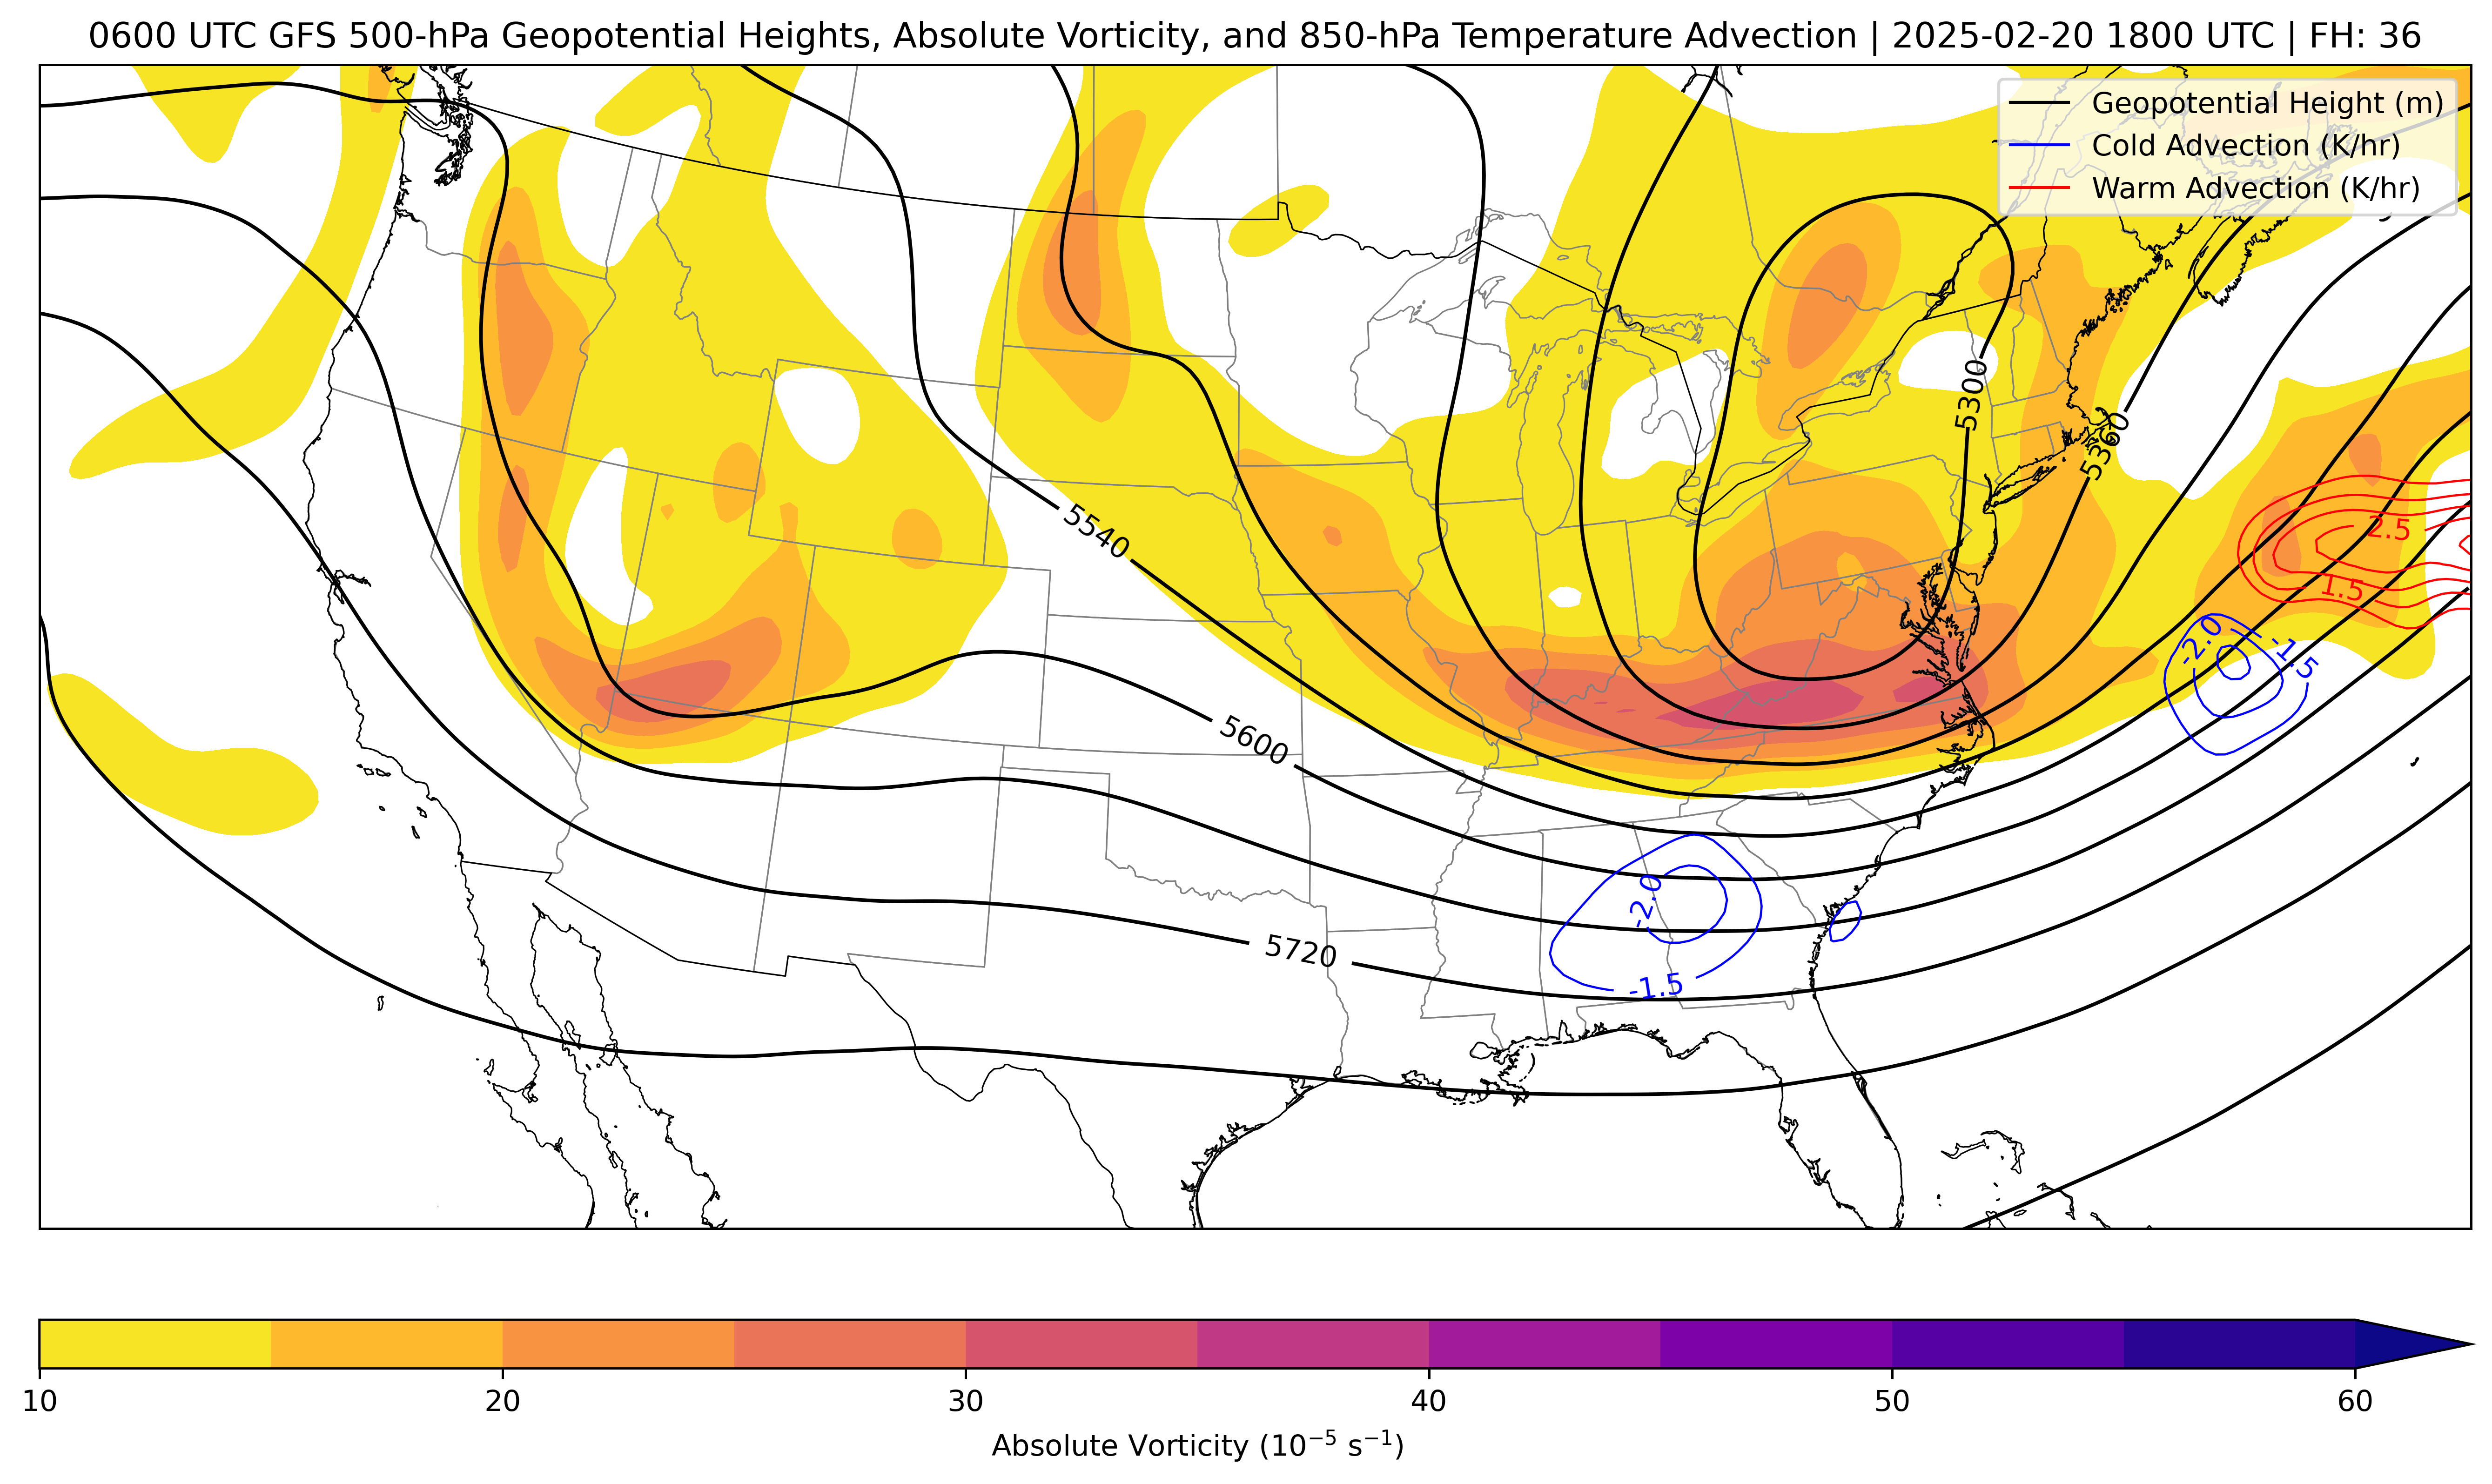 0600 UTC GFS 500-hPa Geopotential Heights, Absolute Vorticity, and 850-hPa Temperature Advection | 2025-02-20 1800 UTC | FH: 36
Geopotential Height (m)
Cold Advection (K/hr)
Warm Advection (K/hr)
5300
5360
5540
2.5
1.5
-2.0
-1.5
5600
-2.0
5720
-1.5
10 20 30 40 50 60
Absolute Vorticity (10⁻⁵ s⁻¹)